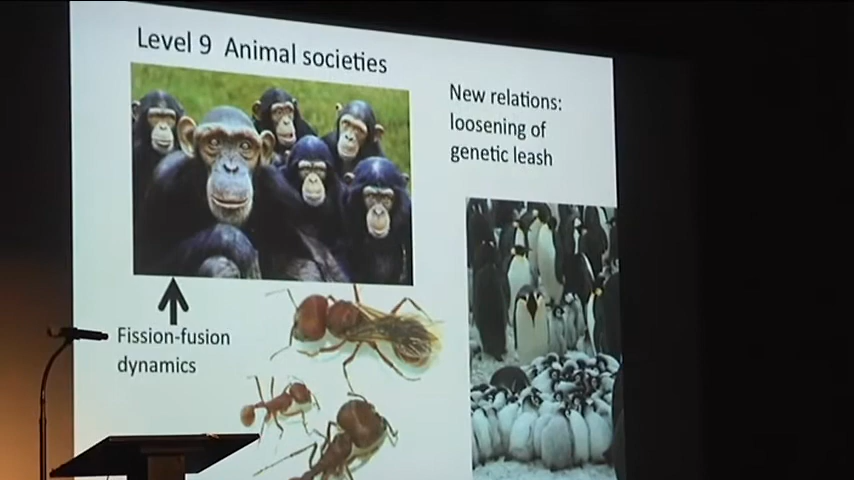 Level 9 Animal societies
New relations:
loosening of
genetic leash
Fission-fusion
dynamics